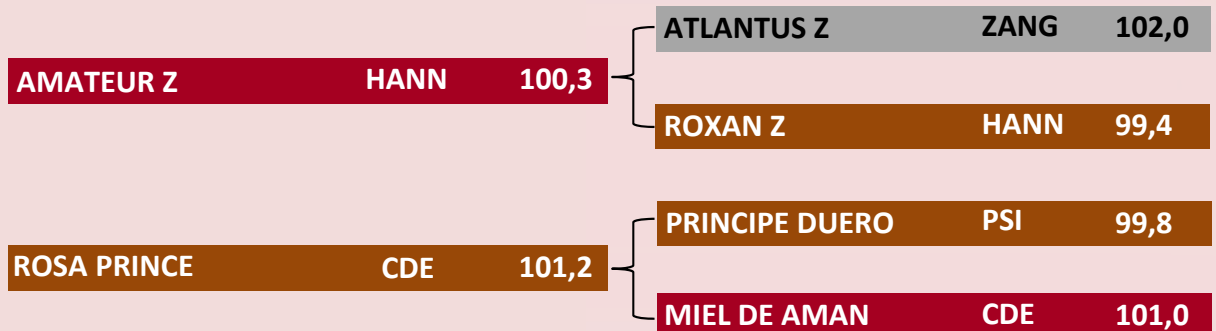 ATLANTUS Z ZANG 102,0
AMATEUR Z HANN 100,3
ROXAN Z HANN 99,4
PRINCIPE DUERO PSI 99,8
ROSA PRINCE CDE 101,2
MIEL DE AMAN CDE 101,0